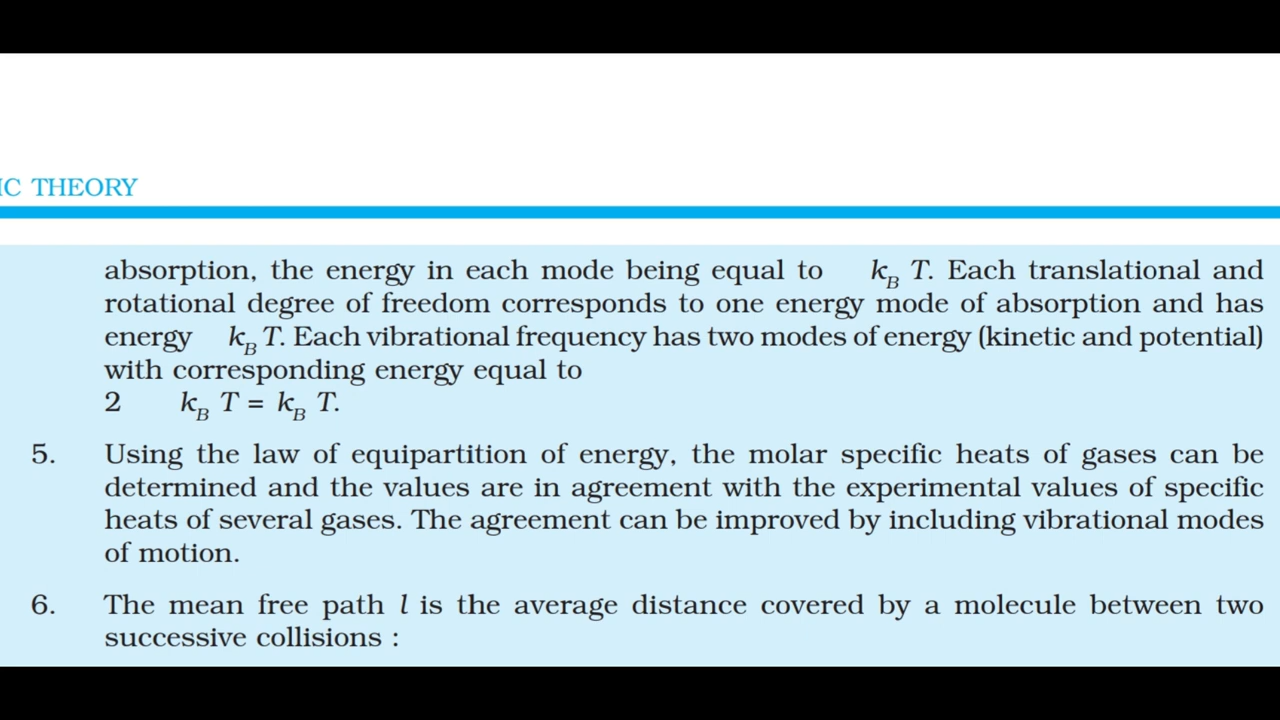 IC THEORY
absorption, the energy in each mode being equal to k_B T. Each translational and
rotational degree of freedom corresponds to one energy mode of absorption and has
energy k_B T. Each vibrational frequency has two modes of energy (kinetic and potential)
with corresponding energy equal to
2 k_B T = k_B T.
5. Using the law of equipartition of energy, the molar specific heats of gases can be
determined and the values are in agreement with the experimental values of specific
heats of several gases. The agreement can be improved by including vibrational modes
of motion.
6. The mean free path l is the average distance covered by a molecule between two
successive collisions :